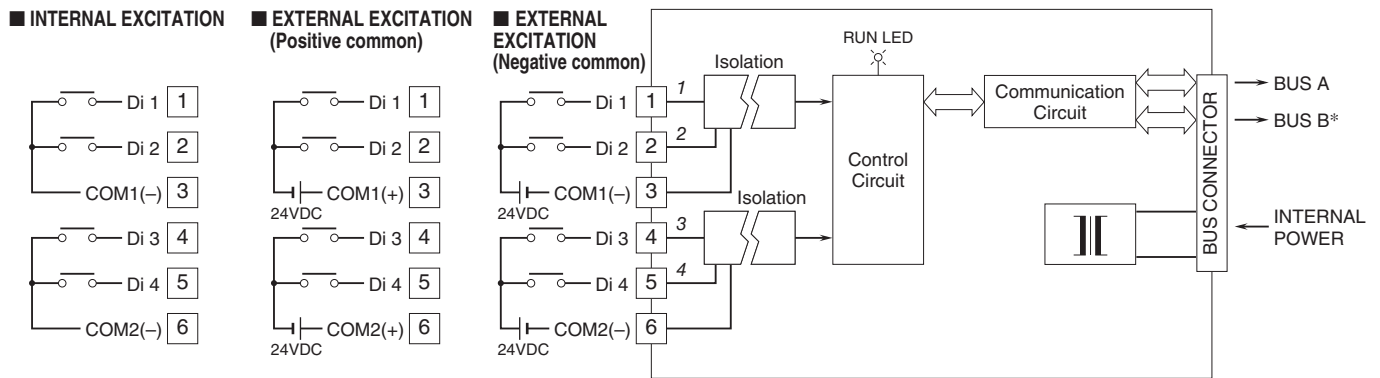 ■ INTERNAL EXCITATION
Di 1 1
Di 2 2
COM1(–) 3
Di 3 4
Di 4 5
COM2(–) 6
■ EXTERNAL EXCITATION
(Positive common)
Di 1 1
Di 2 2
COM1(+) 3
24VDC
Di 3 4
Di 4 5
COM2(+) 6
24VDC
■ EXTERNAL
EXCITATION
(Negative common)
Di 1 1 1
Di 2 2 2
COM1(–) 3
24VDC
Di 3 4 3
Di 4 5 4
COM2(–) 6
24VDC
Isolation
Isolation
RUN LED
Control
Circuit
Communication
Circuit
BUS CONNECTOR
BUS A
BUS B*
INTERNAL
POWER